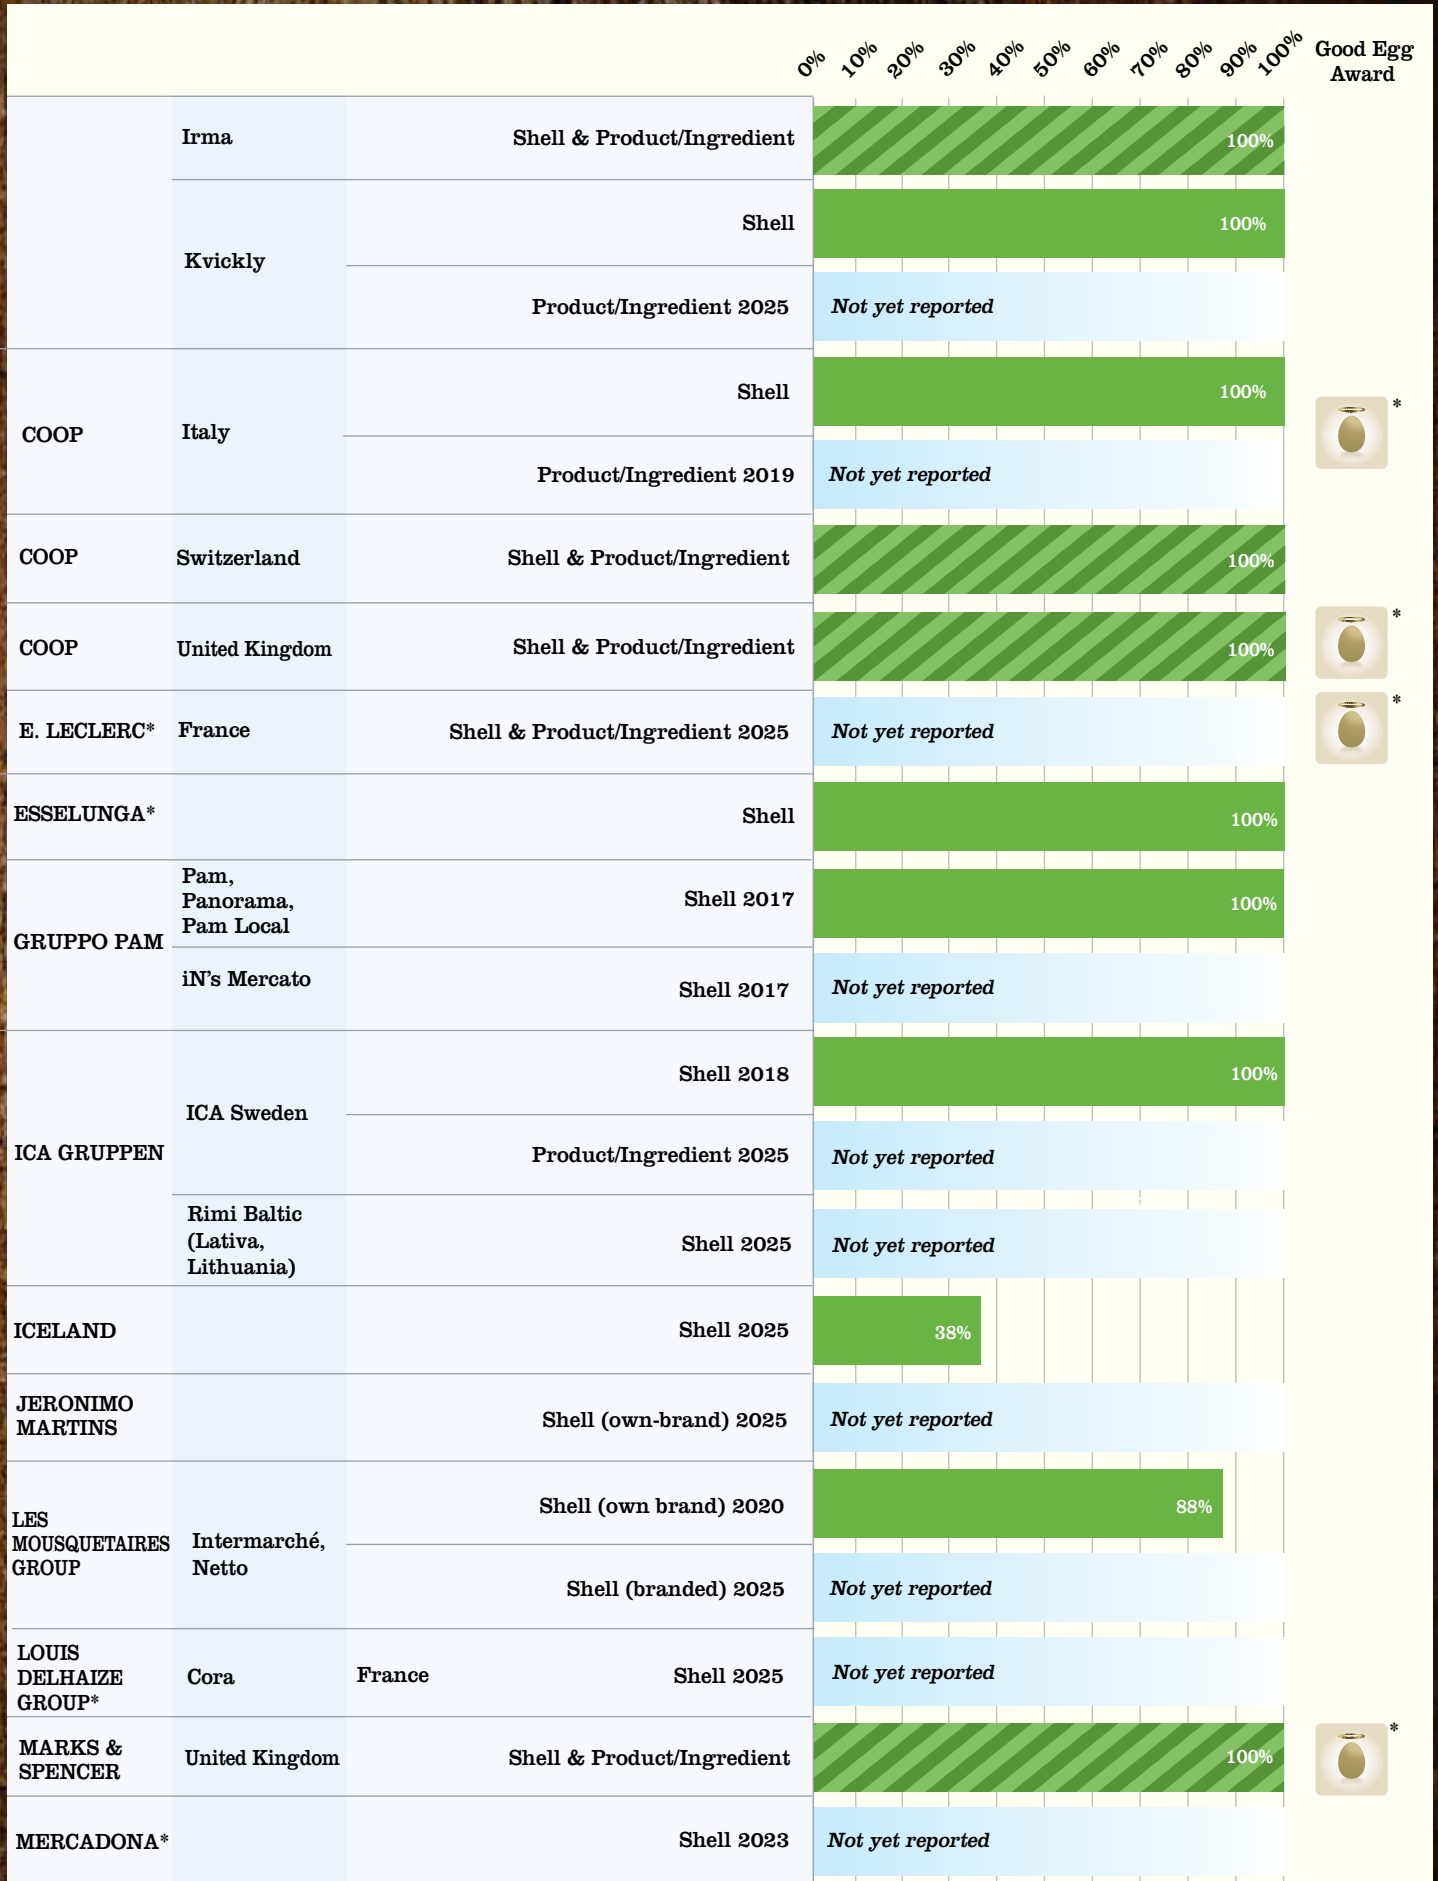 0% 10% 20% 30% 40% 50% 60% 70% 80% 90% 100% Good Egg
Award
Irma Shell & Product/Ingredient 100%
Kvickly
Shell 100%
Product/Ingredient 2025 Not yet reported
COOP Italy
Shell 100%
*
Product/Ingredient 2019 Not yet reported
COOP Switzerland Shell & Product/Ingredient 100%
COOP United Kingdom Shell & Product/Ingredient 100% *
E. LECLERC* France Shell & Product/Ingredient 2025 Not yet reported *
ESSELUNGA* Shell 100%
GRUPPO PAM
Pam,
Panorama,
Pam Local
Shell 2017 100%
iN's Mercato Shell 2017 Not yet reported
ICA GRUPPEN
ICA Sweden
Shell 2018 100%
Product/Ingredient 2025 Not yet reported
Rimi Baltic
(Lativa,
Lithuania)
Shell 2025 Not yet reported
ICELAND Shell 2025 38%
JERONIMO
MARTINS
Shell (own-brand) 2025 Not yet reported
LES
MOUSQUETAIRES
GROUP
Intermarché,
Netto
Shell (own brand) 2020 88%
Shell (branded) 2025 Not yet reported
LOUIS
DELHAIZE
GROUP*
Cora France Shell 2025 Not yet reported
MARKS &
SPENCER
United Kingdom Shell & Product/Ingredient 100% *
MERCADONA* Shell 2023 Not yet reported